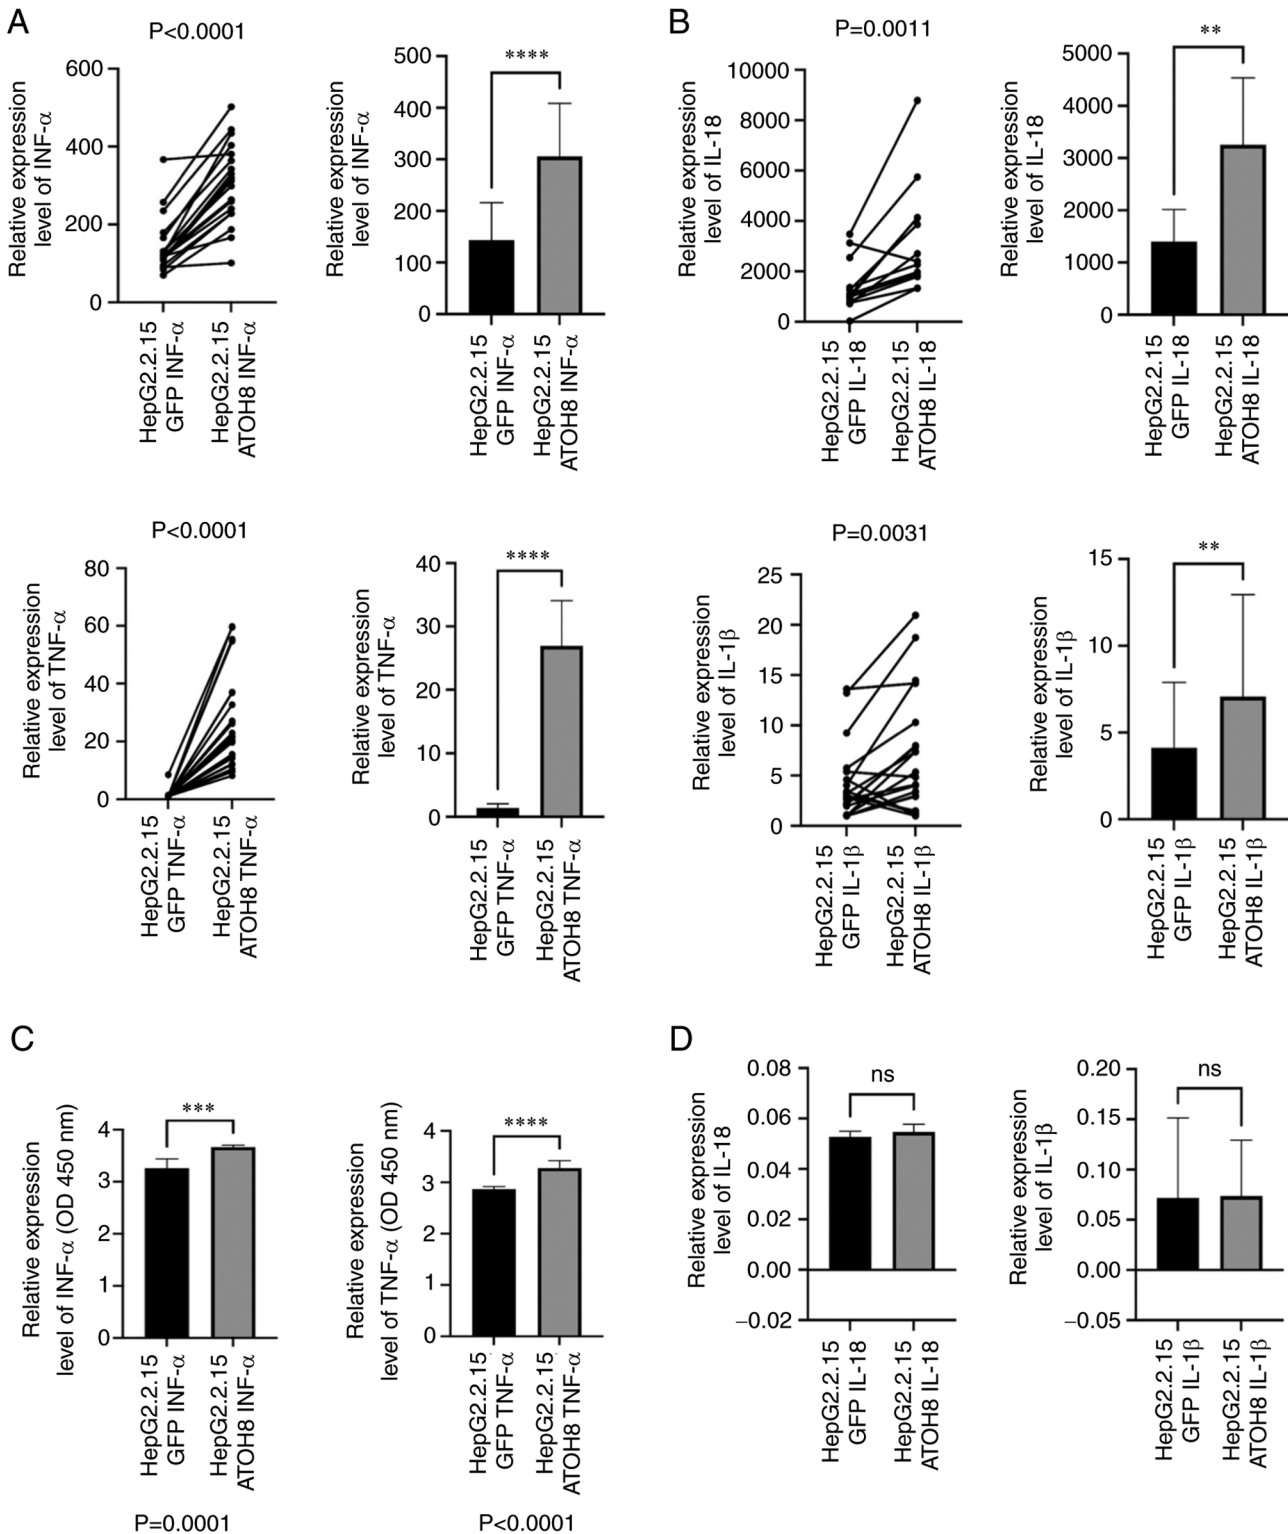 A
P<0.0001
Relative expression
level of INF-α
600
400
200
0
HepG2.2.15
GFP INF-α
HepG2.2.15
ATOH8 INF-α
Relative expression
level of INF-α
500
400
300
200
100
0
****
HepG2.2.15
GFP INF-α
HepG2.2.15
ATOH8 INF-α
P<0.0001
Relative expression
level of TNF-α
80
60
40
20
0
HepG2.2.15
GFP TNF-α
HepG2.2.15
ATOH8 TNF-α
Relative expression
level of TNF-α
40
30
20
10
0
****
HepG2.2.15
GFP TNF-α
HepG2.2.15
ATOH8 TNF-α
B
P=0.0011
Relative expression
level of IL-18
10000
8000
6000
4000
2000
0
HepG2.2.15
GFP IL-18
HepG2.2.15
ATOH8 IL-18
Relative expression
level of IL-18
5000
4000
3000
2000
1000
0
**
HepG2.2.15
GFP IL-18
HepG2.2.15
ATOH8 IL-18
P=0.0031
Relative expression
level of IL-1β
25
20
15
10
5
0
HepG2.2.15
GFP IL-1β
HepG2.2.15
ATOH8 IL-1β
Relative expression
level of IL-1β
15
10
5
0
**
HepG2.2.15
GFP IL-1β
HepG2.2.15
ATOH8 IL-1β
C
Relative expression
level of INF-α (OD 450 nm)
4
3
2
1
0
***
HepG2.2.15
GFP INF-α
HepG2.2.15
ATOH8 INF-α
P=0.0001
Relative expression
level of TNF-α (OD 450 nm)
4
3
2
1
0
****
HepG2.2.15
GFP TNF-α
HepG2.2.15
ATOH8 TNF-α
P<0.0001
D
Relative expression
level of IL-18
0.08
0.06
0.04
0.02
0.00
−0.02
ns
HepG2.2.15
GFP IL-18
HepG2.2.15
ATOH8 IL-18
Relative expression
level of IL-1β
0.20
0.15
0.10
0.05
0.00
−0.05
ns
HepG2.2.15
GFP IL-1β
HepG2.2.15
ATOH8 IL-1β